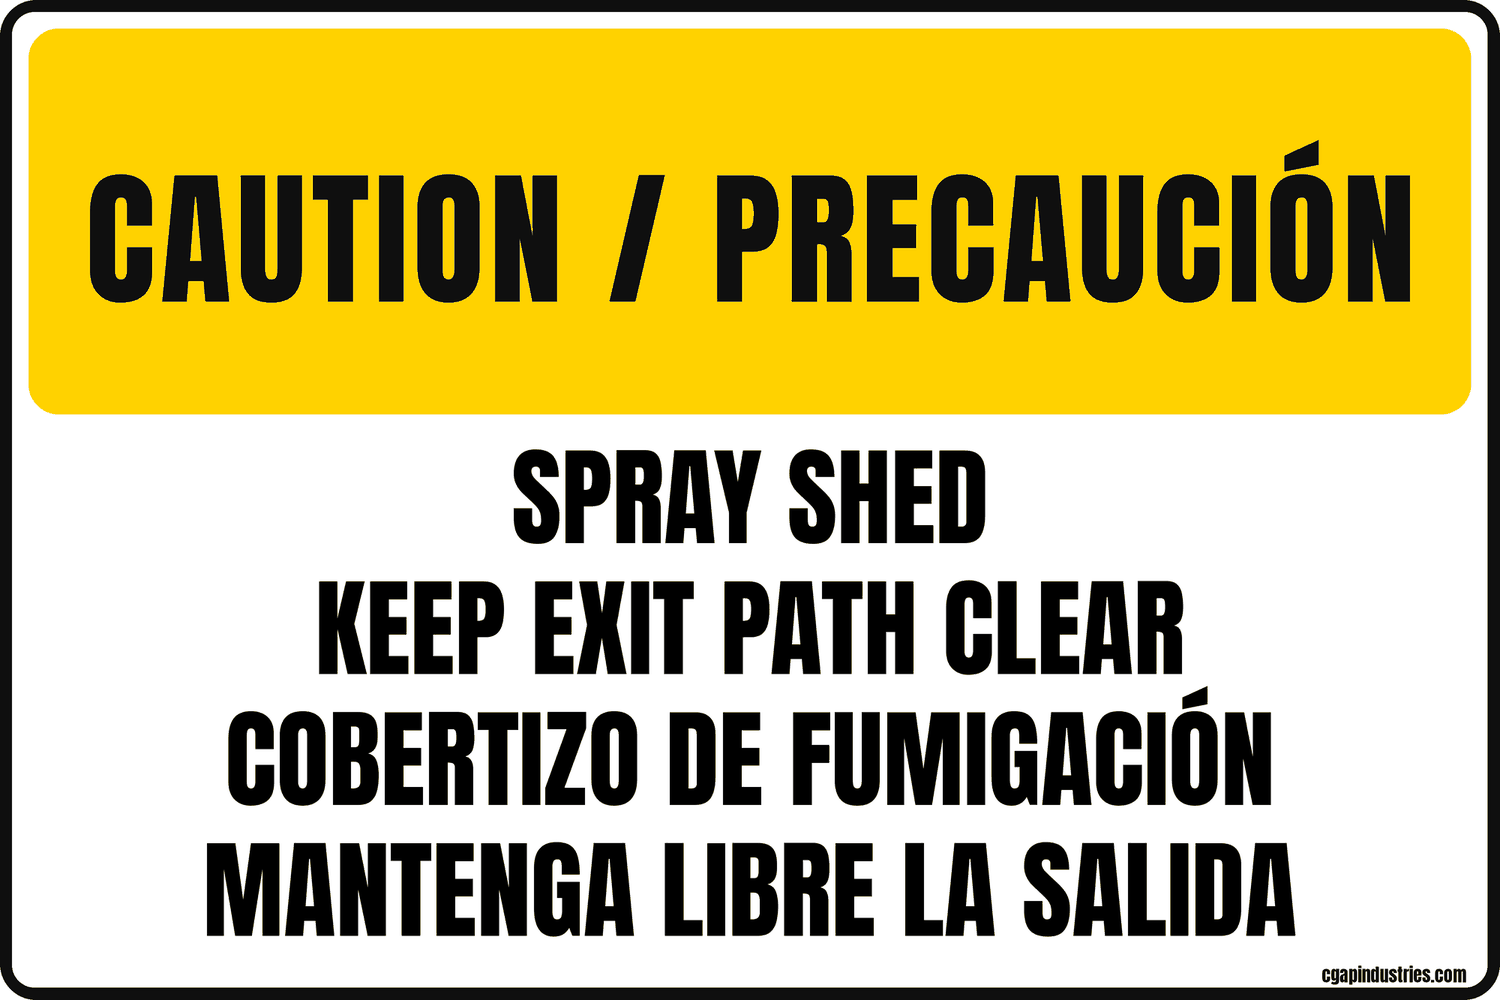 CAUTION / PRECAUCIÓN
SPRAY SHED
KEEP EXIT PATH CLEAR
COBERTIZO DE FUMIGACIÓN
MANTENGA LIBRE LA SALIDA
cgapindustries.com